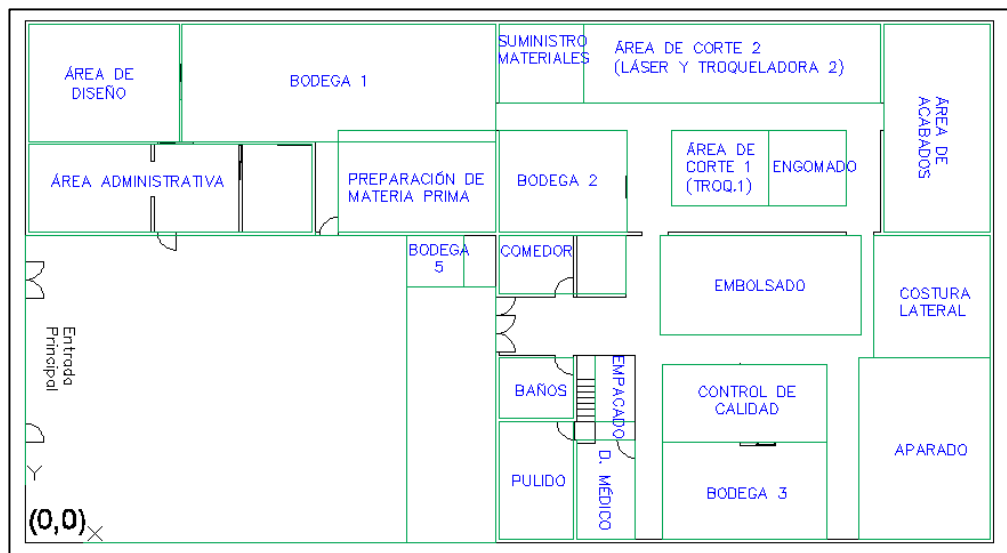 ÁREA DE
DISEÑO
BODEGA 1
SUMINISTRO
MATERIALES
ÁREA DE CORTE 2
(LÁSER Y TROQUELADORA 2)
ÁREA DE
ACABADOS
ÁREA ADMINISTRATIVA
PREPARACIÓN DE
MATERIA PRIMA
BODEGA 2
ÁREA DE
CORTE 1
(TROQ.1)
ENGOMADO
BODEGA
5
COMEDOR
EMBOLSADO
COSTURA
LATERAL
Entrada
Principal
BAÑOS
EMPACADO
CONTROL DE
CALIDAD
APARADO
PULIDO
D. MÉDICO
BODEGA 3
Y
(0,0)
X